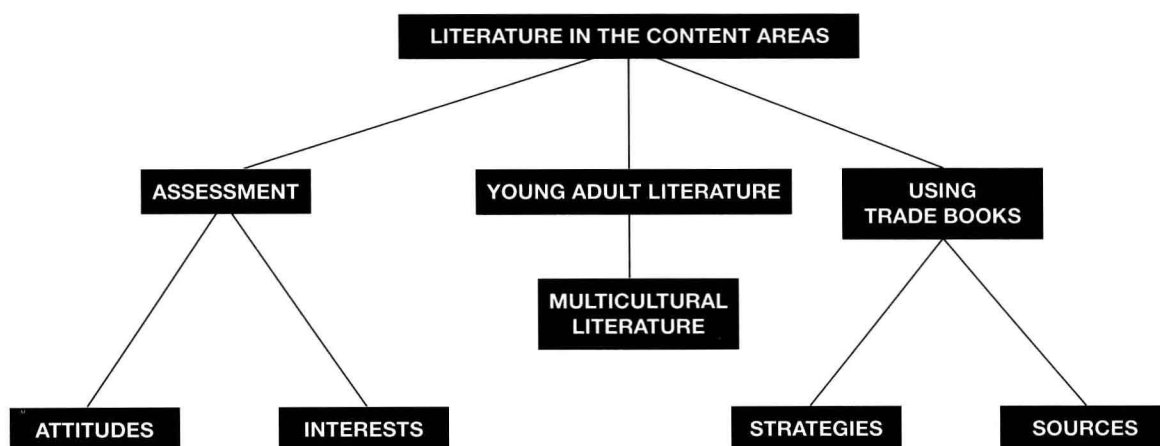 LITERATURE IN THE CONTENT AREAS
ASSESSMENT
YOUNG ADULT LITERATURE
USING
TRADE BOOKS
MULTICULTURAL
LITERATURE
ATTITUDES
INTERESTS
STRATEGIES
SOURCES